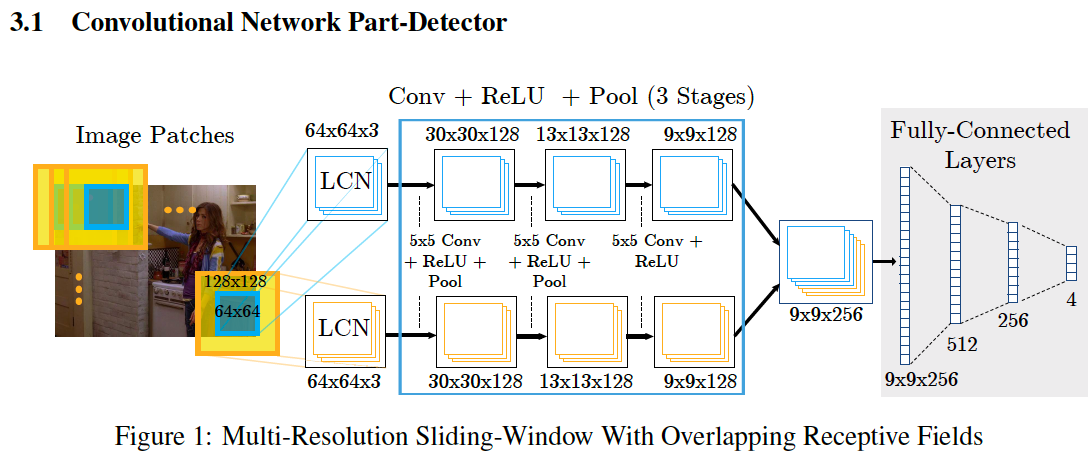 3.1 Convolutional Network Part-Detector
Conv + ReLU + Pool (3 Stages)
Image Patches
64x64x3
30x30x128 13x13x128 9x9x128
Fully-Connected
Layers
LCN
128x128
64x64
5x5 Conv
+ ReLU +
Pool
5x5 Conv
+ ReLU +
Pool
5x5 Conv +
ReLU
LCN
64x64x3
30x30x128 13x13x128 9x9x128
9x9x256
9x9x256
512
256
4
Figure 1: Multi-Resolution Sliding-Window With Overlapping Receptive Fields